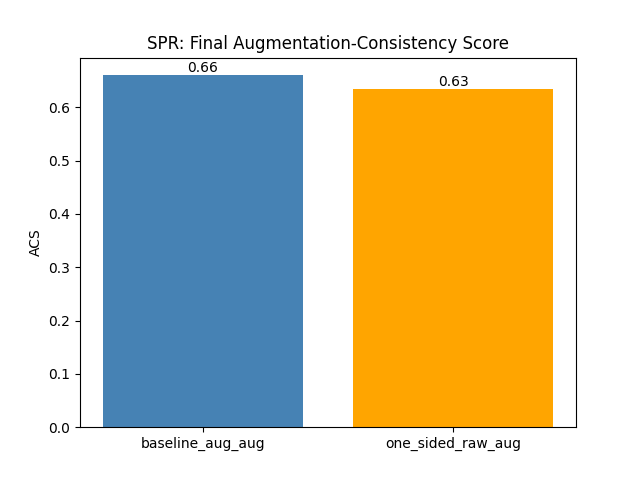 SPR: Final Augmentation-Consistency Score
0.66
0.63
0.6
0.5
0.4
0.3
0.2
0.1
0.0
ACS
baseline_aug_aug
one_sided_raw_aug